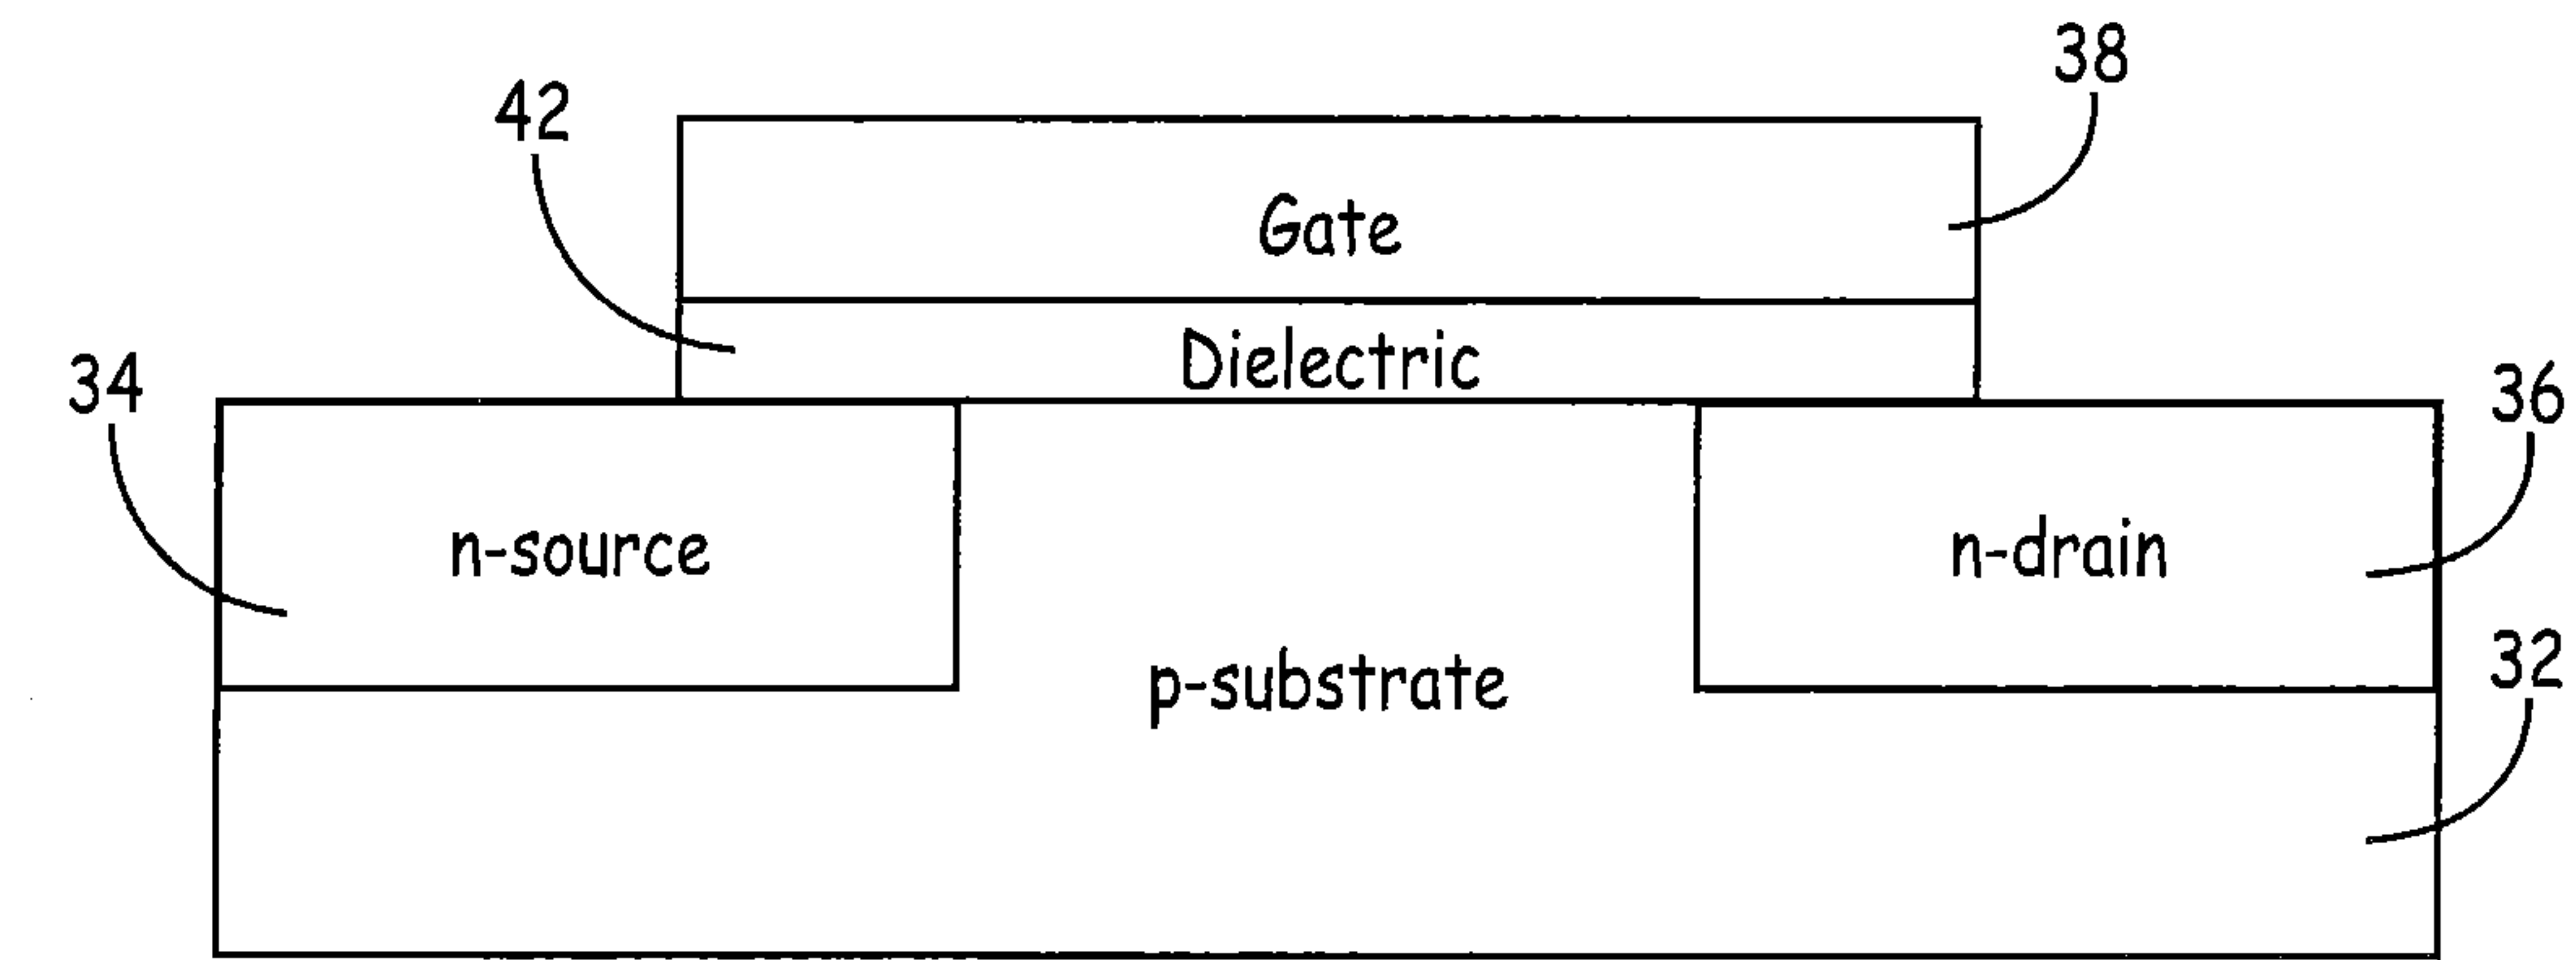 38
42
Gate
Dielectric
34
36
n-source
n-drain
32
p-substrate